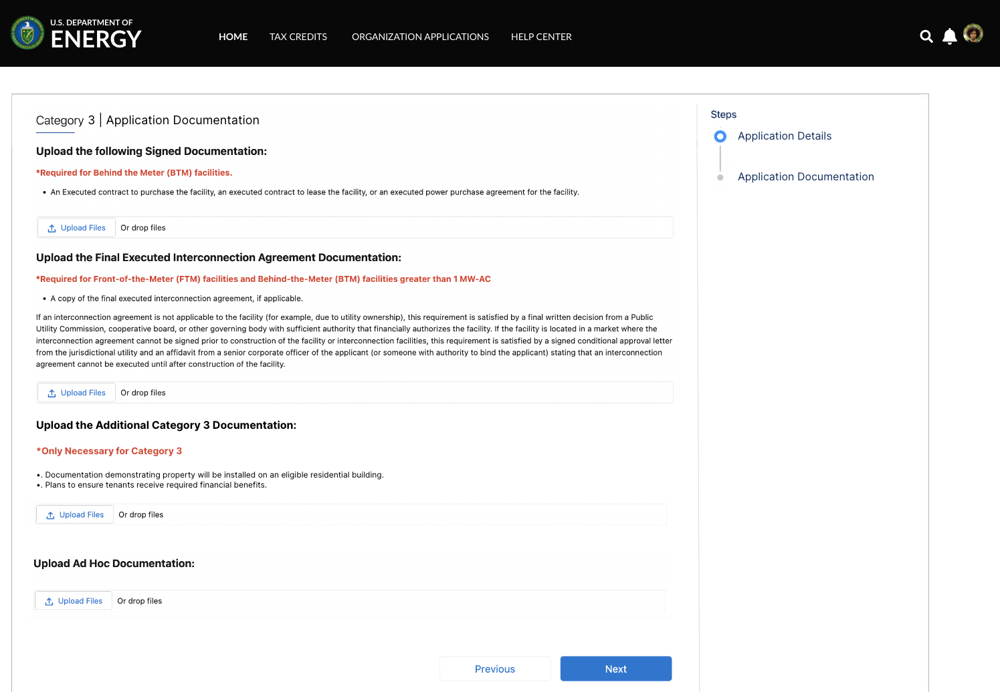 U.S. DEPARTMENT OF
ENERGY
HOME TAX CREDITS ORGANIZATION APPLICATIONS HELP CENTER
Category 3 | Application Documentation
Upload the following Signed Documentation:
*Required for Behind the Meter (BTM) facilities.
• An Executed contract to purchase the facility, an executed contract to lease the facility, or an executed power purchase agreement for the facility.
Upload Files Or drop files
Upload the Final Executed Interconnection Agreement Documentation:
*Required for Front-of-the-Meter (FTM) facilities and Behind-the-Meter (BTM) facilities greater than 1 MW-AC
• A copy of the final executed interconnection agreement, if applicable.
If an interconnection agreement is not applicable to the facility (for example, due to utility ownership), this requirement is satisfied by a final written decision from a Public
Utility Commission, cooperative board, or other governing body with sufficient authority that financially authorizes the facility. If the facility is located in a market where the
interconnection agreement cannot be signed prior to construction of the facility or interconnection facilities, this requirement is satisfied by a signed conditional approval letter
from the jurisdictional utility and an affidavit from a senior corporate officer of the applicant (or someone with authority to bind the applicant) stating that an interconnection
agreement cannot be executed until after construction of the facility.
Upload Files Or drop files
Upload the Additional Category 3 Documentation:
*Only Necessary for Category 3
•. Documentation demonstrating property will be installed on an eligible residential building.
•. Plans to ensure tenants receive required financial benefits.
Upload Files Or drop files
Upload Ad Hoc Documentation:
Upload Files Or drop files
Previous Next
Steps
Application Details
Application Documentation